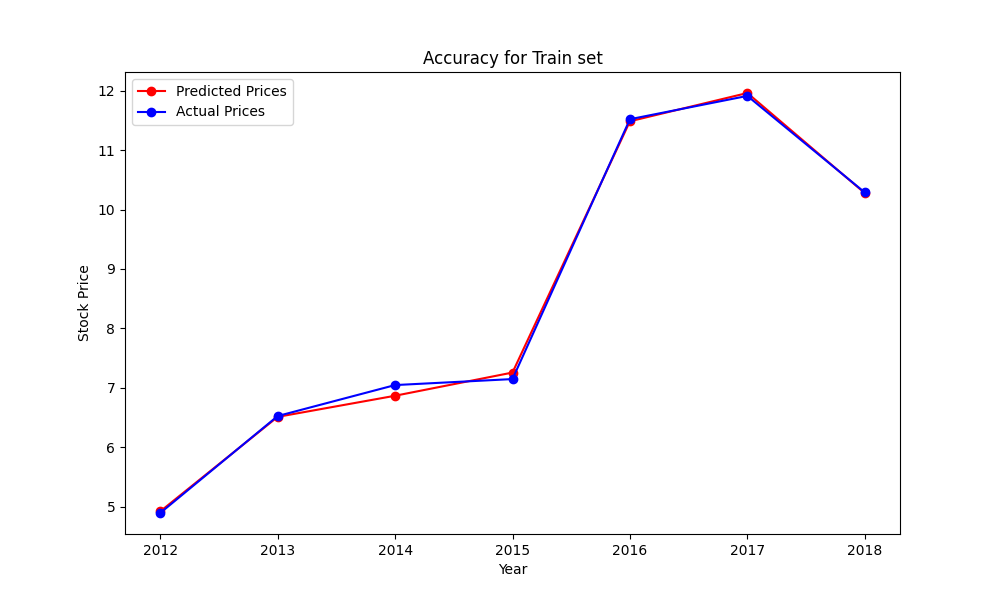 Accuracy for Train set
Predicted Prices
Actual Prices
12
11
10
9
8
7
6
5
Stock Price
2012 2013 2014 2015 2016 2017 2018
Year